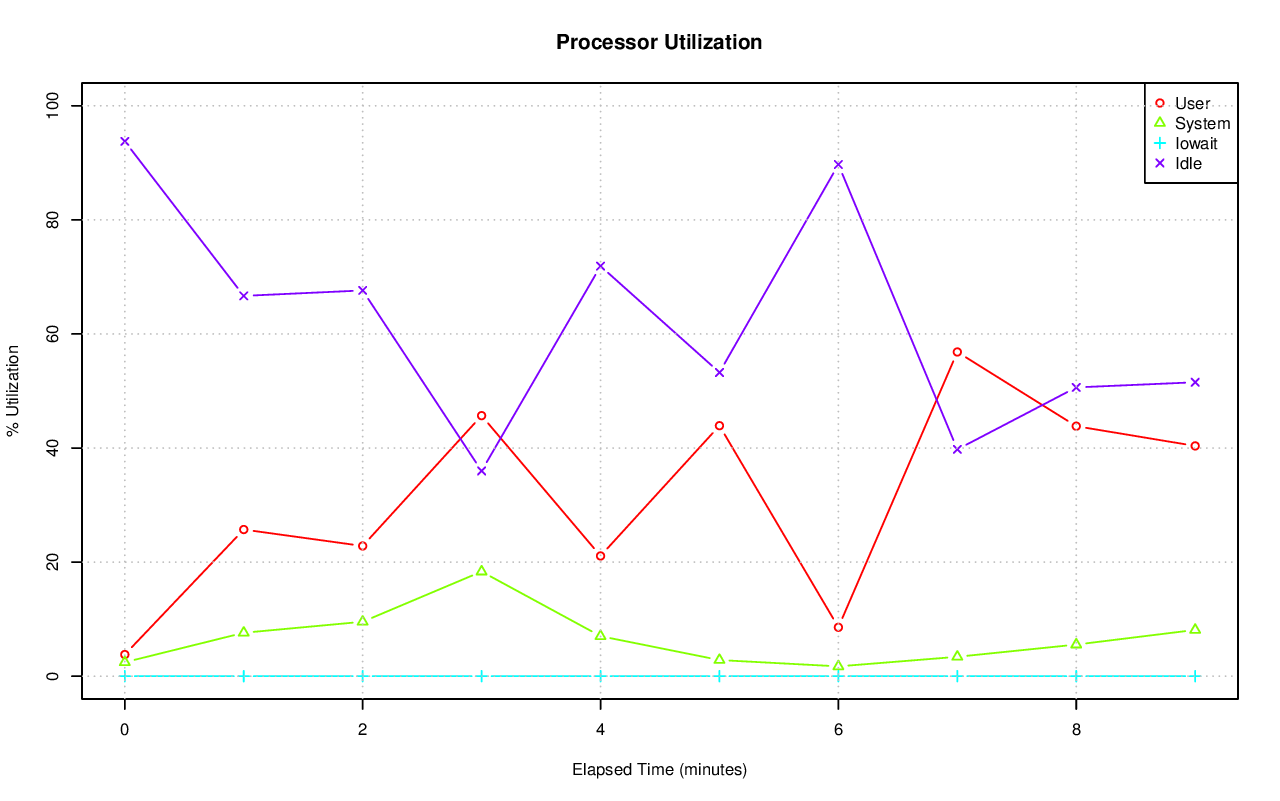 Processor Utilization
User
System
Iowait
Idle
100
80
60
40
20
0
% Utilization
0 2 4 6 8
Elapsed Time (minutes)